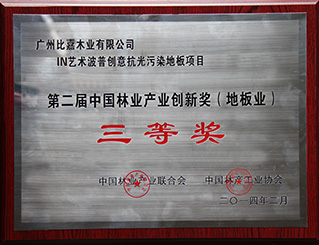 广州比嘉木业有限公司
IN艺术波普创意抗光污染地板项目
第二届中国林业产业创新奖（地板业）
三等奖
中国林业产业联合会 中国林产工业协会
二〇一四年二月